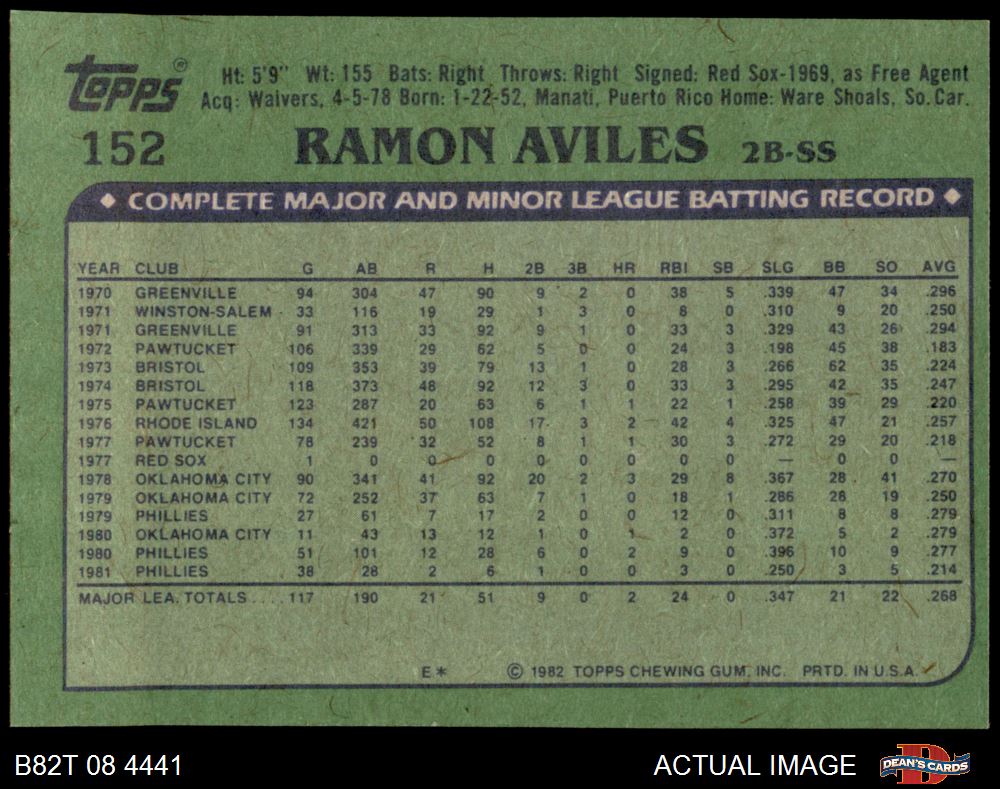 Topps® Ht: 5'9" Wt: 155 Bats: Right Throws: Right Signed: Red Sox-1969, as Free Agent
Acq: Waivers, 4-5-78 Born: 1-22-52, Manati, Puerto Rico Home: Ware Shoals, So. Car.
152 RAMON AVILES 2B-SS
◆ COMPLETE MAJOR AND MINOR LEAGUE BATTING RECORD ◆
YEAR CLUB G AB R H 2B 3B HR RBI SB SLG BB SO AVG
1970 GREENVILLE 94 304 47 90 9 2 0 38 5 .339 47 34 .296
1971 WINSTON-SALEM 33 116 19 29 1 3 0 8 0 .310 9 20 .250
1971 GREENVILLE 91 313 33 92 9 1 0 33 3 .329 43 26 .294
1972 PAWTUCKET 106 339 29 62 5 0 0 24 3 .198 45 38 .183
1973 BRISTOL 109 353 39 79 13 1 0 28 3 .266 62 35 .224
1974 BRISTOL 118 373 48 92 12 3 0 33 3 .295 42 35 .247
1975 PAWTUCKET 123 287 20 63 6 1 1 22 1 .258 39 29 .220
1976 RHODE ISLAND 134 421 50 108 17 3 2 42 4 .325 47 21 .257
1977 PAWTUCKET 78 239 32 52 8 1 1 30 3 .272 29 20 .218
1977 RED SOX 1 0 0 0 0 0 0 0 0 — 0 0 —
1978 OKLAHOMA CITY 90 341 41 92 20 2 3 29 8 .367 28 41 .270
1979 OKLAHOMA CITY 72 252 37 63 7 1 0 18 1 .286 28 19 .250
1979 PHILLIES 27 61 7 17 2 0 0 12 0 .311 8 8 .279
1980 OKLAHOMA CITY 11 43 13 12 1 0 1 2 0 .372 5 2 .279
1980 PHILLIES 51 101 12 28 6 0 2 9 0 .396 10 9 .277
1981 PHILLIES 38 28 2 6 1 0 0 3 0 .250 3 5 .214
MAJOR LEA. TOTALS .... 117 190 21 51 9 0 2 24 0 .347 21 22 .268
E* © 1982 TOPPS CHEWING GUM, INC. PRTD. IN U.S.A.
B82T 08 4441 ACTUAL IMAGE D DEAN'S CARDS